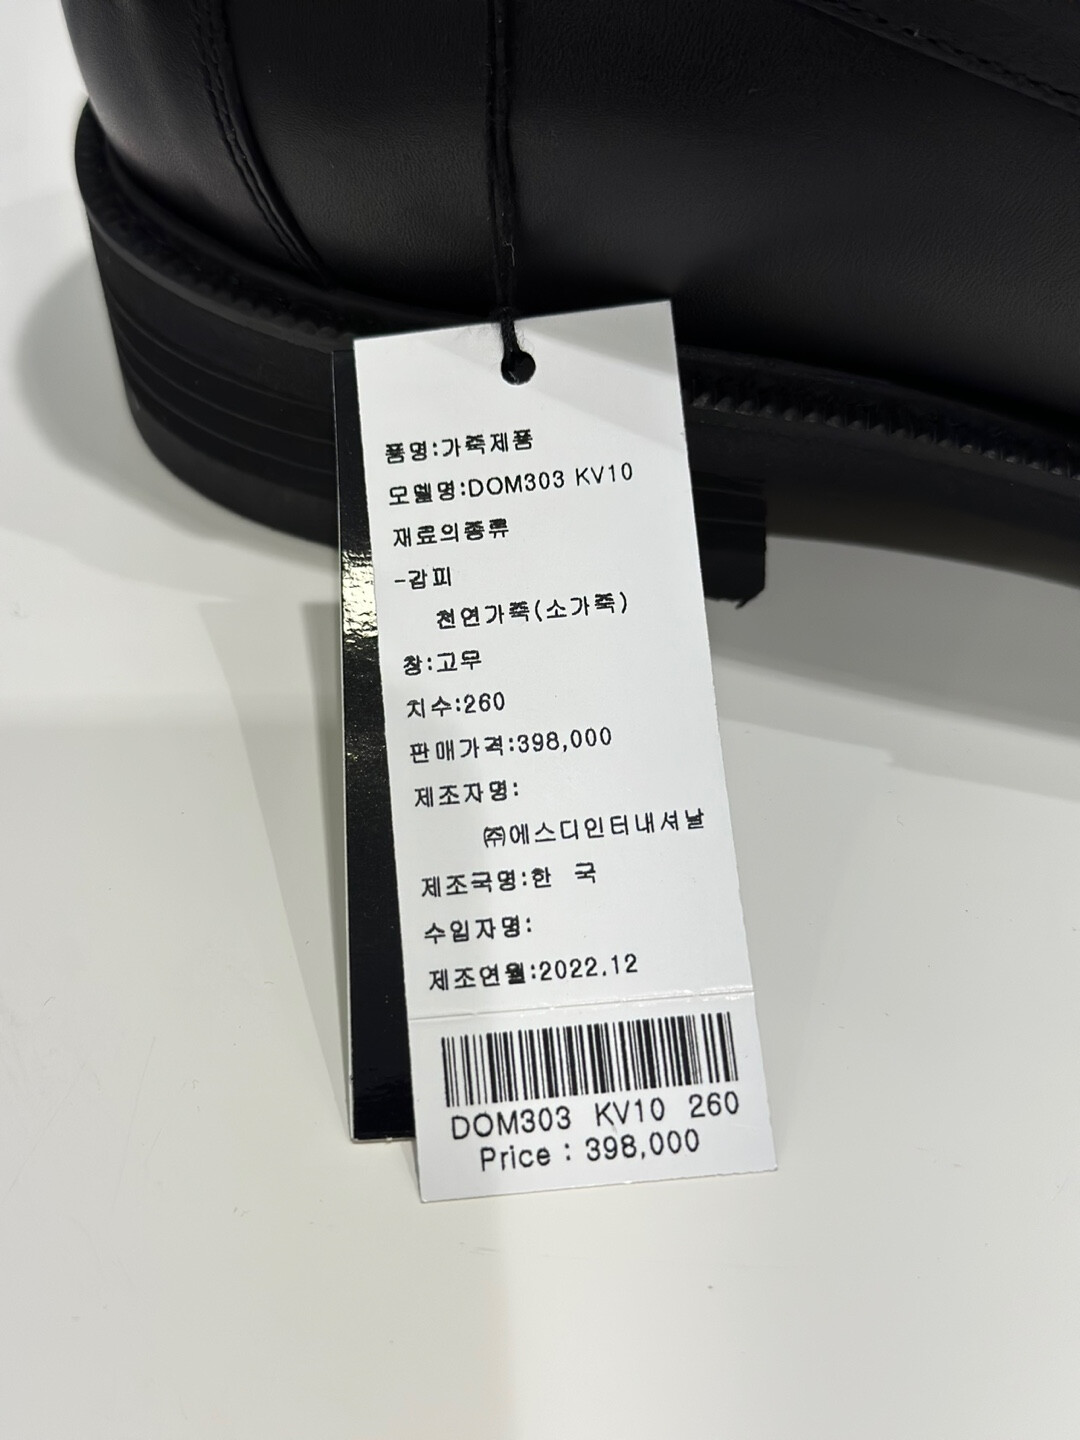 품명:가죽제품
모델명:DOM303 KV10
재료의종류
-감피
천연가죽(소가죽)
창:고무
치수:260
판매가격:398,000
제조자명:
㈜에스디인터내셔날
제조국명:한 국
수입자명:
제조연월:2022.12
DOM303 KV10 260
Price : 398,000